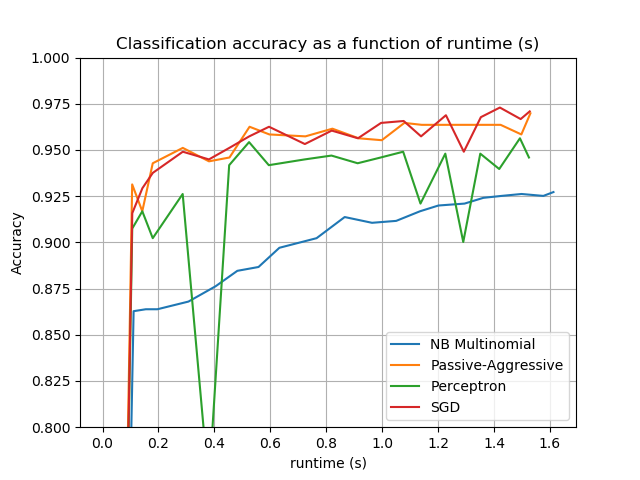 Classification accuracy as a function of runtime (s)
1.000
0.975
0.950
0.925
0.900
0.875
0.850
0.825
0.800
Accuracy
NB Multinomial
Passive-Aggressive
Perceptron
SGD
0.0 0.2 0.4 0.6 0.8 1.0 1.2 1.4 1.6
runtime (s)